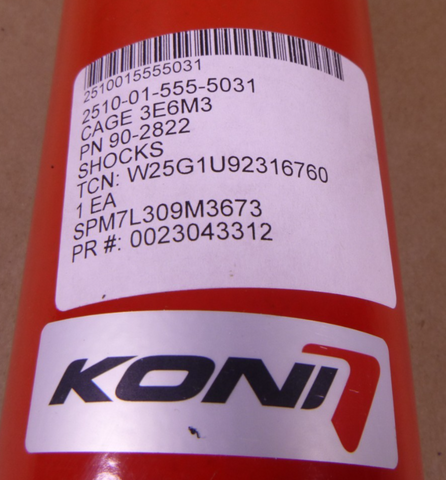 2510015555031
2510-01-555-5031
CAGE 3E6M3
PN 90-2822
SHOCKS
TCN: W25G1U92316760
1 EA
SPM7L309M3673
PR #: 0023043312
KONI